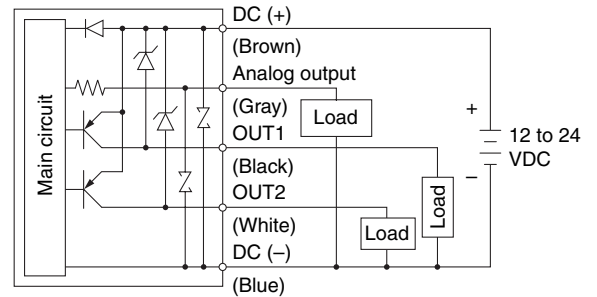 DC (+)
(Brown)
Analog output
(Gray)
Load
OUT1
(Black)
OUT2
(White)
Load
Load
DC (–)
(Blue)
Main circuit
+
12 to 24
VDC
–